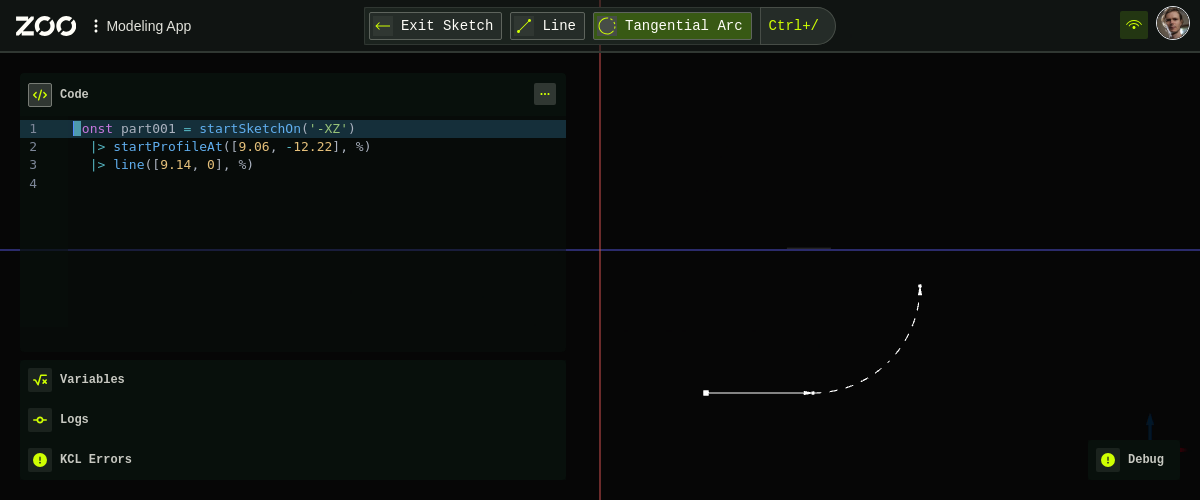 ZOO
Modeling App
Exit Sketch
Line
Tangential Arc
Ctrl+/
Code
1 onst part001 = startSketchOn('-XZ')
2 |> startProfileAt([9.06, -12.22], %)
3 |> line([9.14, 0], %)
4
Variables
Logs
KCL Errors
Debug